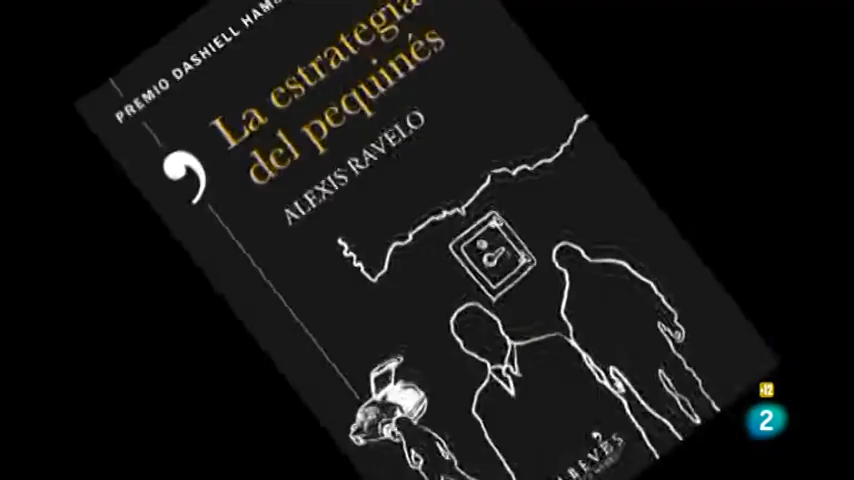 PREMIO DASHIELL
La estrategia
del pequinés
ALEXIS RAVELO
+12
2